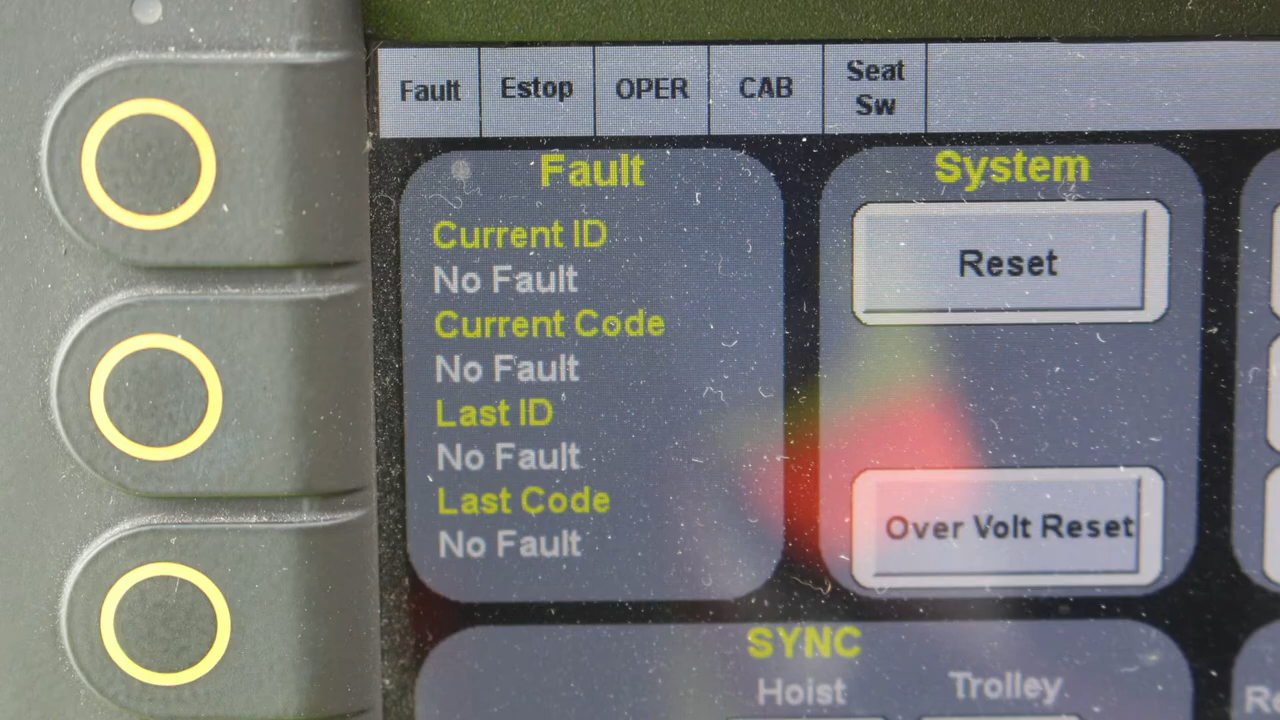 Fault
Estop
OPER
CAB
Seat
Sw
Fault
Current ID
No Fault
Current Code
No Fault
Last ID
No Fault
Last Code
No Fault
System
Reset
Over Volt Reset
SYNC
Hoist
Trolley